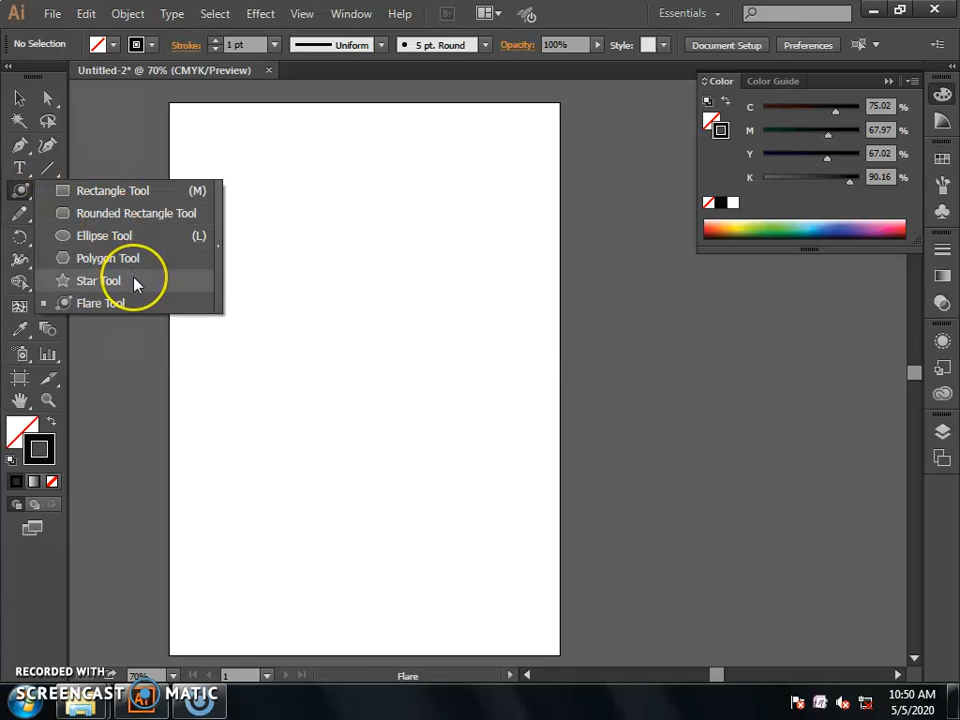 Ai File Edit Object Type Select Effect View Window Help Br Essentials
No Selection Stroke: 1 pt Uniform 5 pt. Round Opacity: 100% Style: Document Setup Preferences
Untitled-2* @ 70% (CMYK/Preview)
Color Color Guide
C 75.02 %
M 67.97 %
Y 67.02 %
K 90.16 %
T
Rectangle Tool (M)
Rounded Rectangle Tool
Ellipse Tool (L)
Polygon Tool
Star Tool
Flare Tool
70% 1 Flare
RECORDED WITH
SCREENCAST MATIC
Ai
10:50 AM
5/5/2020